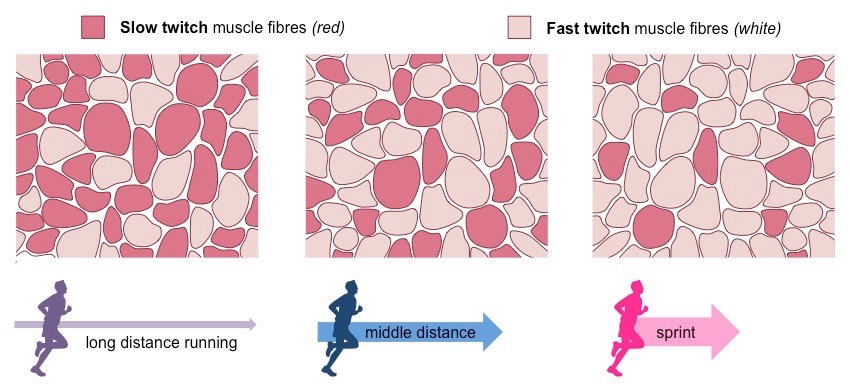 Slow twitch muscle fibres (red)
Fast twitch muscle fibres (white)
long distance running
middle distance
sprint